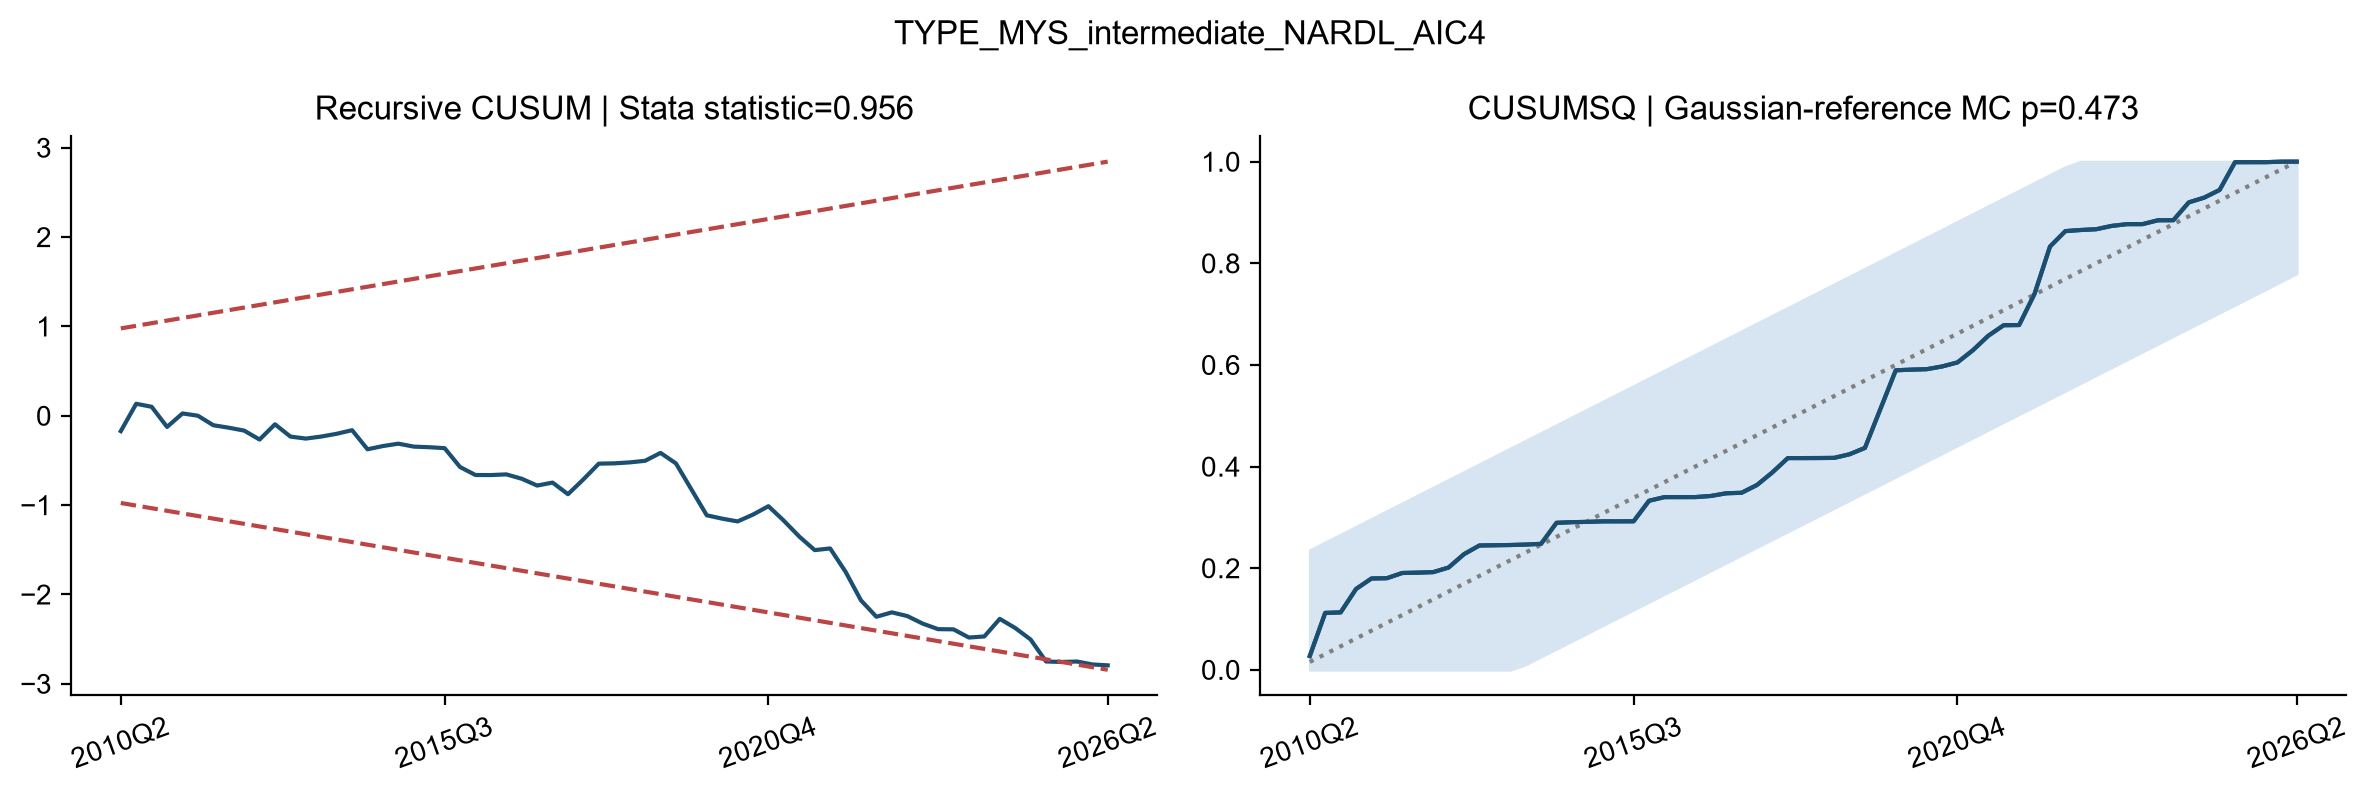 TYPE_MYS_intermediate_NARDL_AIC4
Recursive CUSUM | Stata statistic=0.956
3
2
1
0
−1
−2
−3
2010Q2
2015Q3
2020Q4
2026Q2
CUSUMSQ | Gaussian-reference MC p=0.473
1.0
0.8
0.6
0.4
0.2
0.0
2010Q2
2015Q3
2020Q4
2026Q2